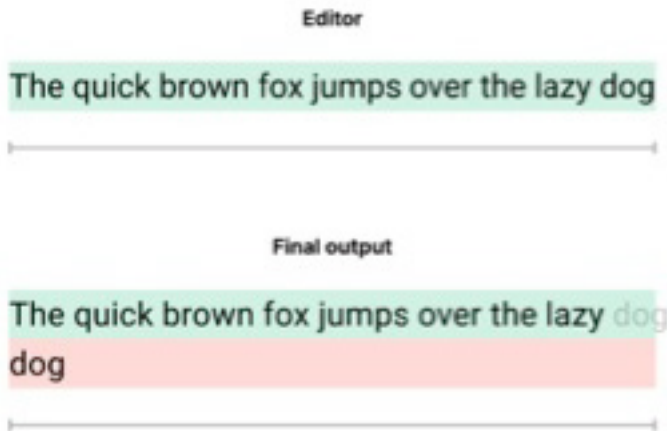 Editor
The quick brown fox jumps over the lazy dog
Final output
The quick brown fox jumps over the lazy dog
dog